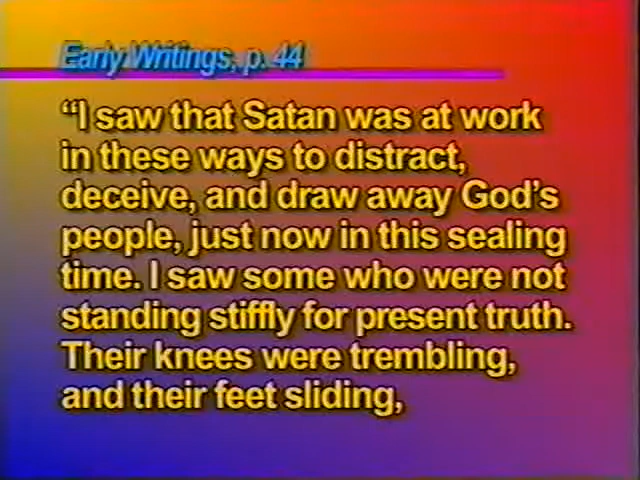 Early Writings, p. 44
“I saw that Satan was at work
in these ways to distract,
deceive, and draw away God’s
people, just now in this sealing
time. I saw some who were not
standing stiffly for present truth.
Their knees were trembling,
and their feet sliding,